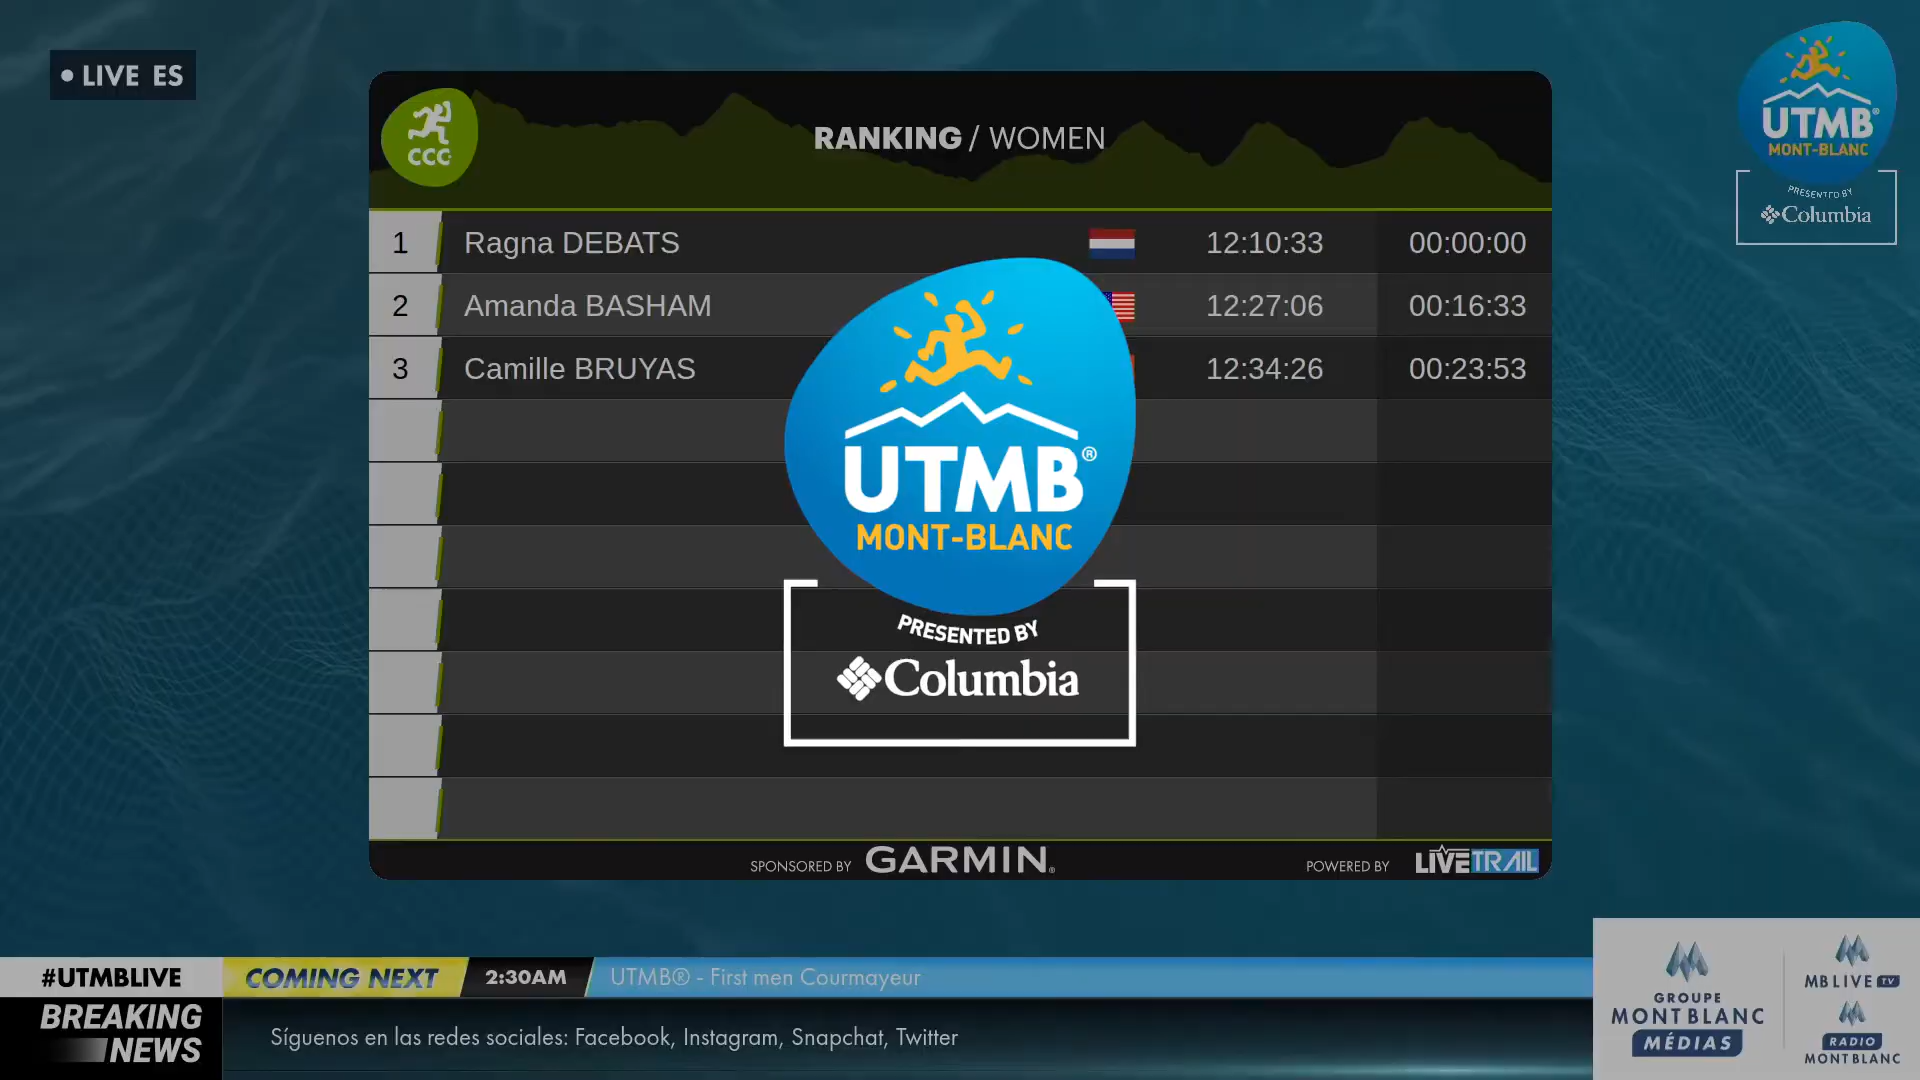 LIVE ES
CCC
RANKING / WOMEN
UTMB®
MONT-BLANC
PRESENTED BY
Columbia
1 Ragna DEBATS 12:10:33 00:00:00
2 Amanda BASHAM 12:27:06 00:16:33
3 Camille BRUYAS 12:34:26 00:23:53
UTMB®
MONT-BLANC
PRESENTED BY
Columbia
SPONSORED BY GARMIN®
POWERED BY LIVETRAIL
#UTMBLIVE
COMING NEXT 2:30AM UTMB® - First men Courmayeur
BREAKING
NEWS
Síguenos en las redes sociales: Facebook, Instagram, Snapchat, Twitter
GROUPE
MONT BLANC
MÉDIAS
MB LIVE TV
RADIO
MONT BLANC